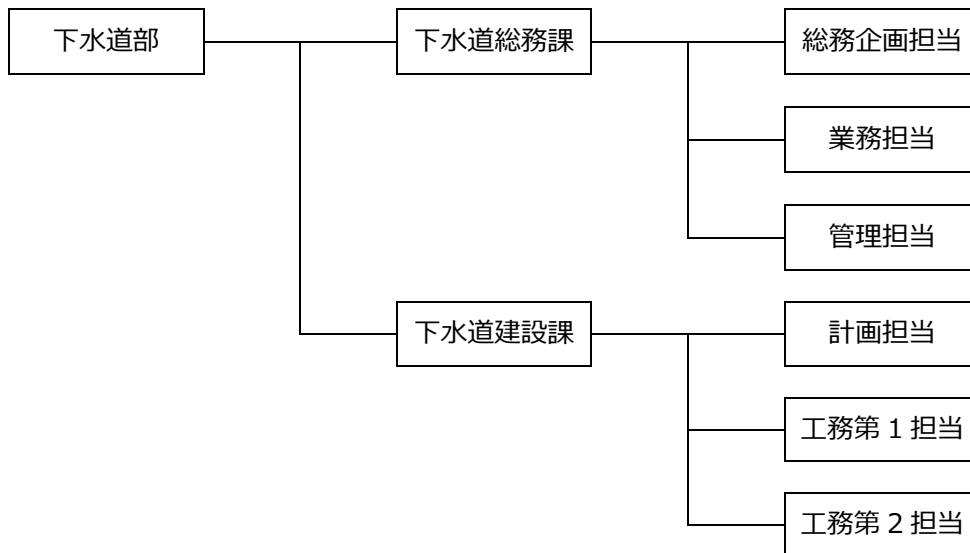 下水道部
下水道総務課
総務企画担当
業務担当
管理担当
下水道建設課
計画担当
工務第 1 担当
工務第 2 担当